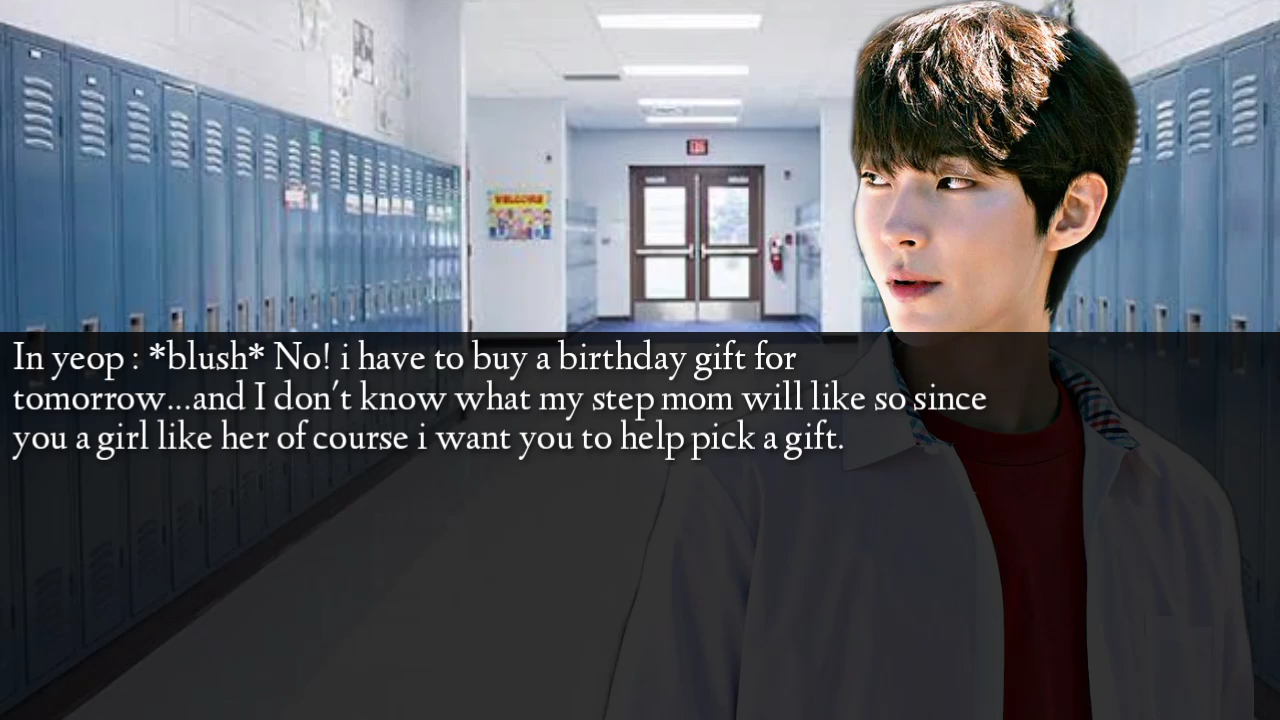 WELCOME
In yeop : *blush* No! i have to buy a birthday gift for
tomorrow...and I don't know what my step mom will like so since
you a girl like her of course i want you to help pick a gift.